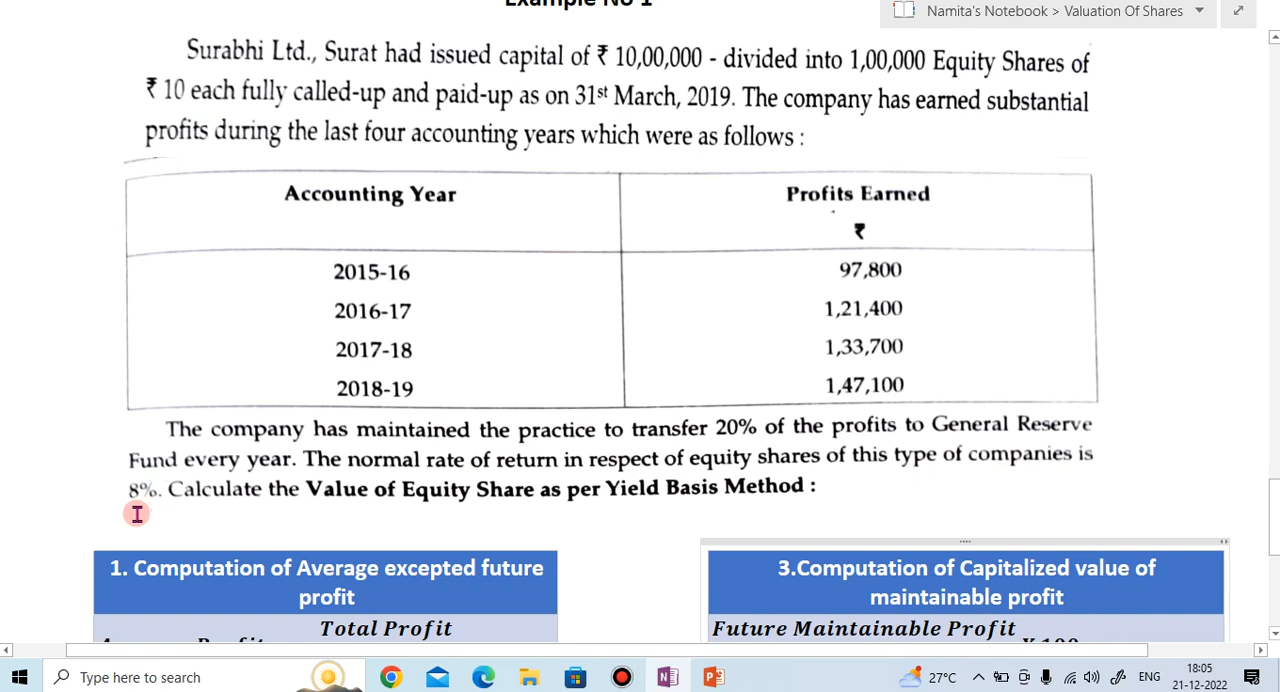 Example No 1
Namita's Notebook > Valuation Of Shares
Surabhi Ltd., Surat had issued capital of ₹ 10,00,000 - divided into 1,00,000 Equity Shares of
₹ 10 each fully called-up and paid-up as on 31st March, 2019. The company has earned substantial
profits during the last four accounting years which were as follows :
Accounting Year Profits Earned
₹
2015-16 97,800
2016-17 1,21,400
2017-18 1,33,700
2018-19 1,47,100
The company has maintained the practice to transfer 20% of the profits to General Reserve
Fund every year. The normal rate of return in respect of equity shares of this type of companies is
8%. Calculate the Value of Equity Share as per Yield Basis Method :
1. Computation of Average excepted future
profit
Total Profit
3.Computation of Capitalized value of
maintainable profit
Future Maintainable Profit
X 100
Type here to search
27°C
ENG
18:05
21-12-2022